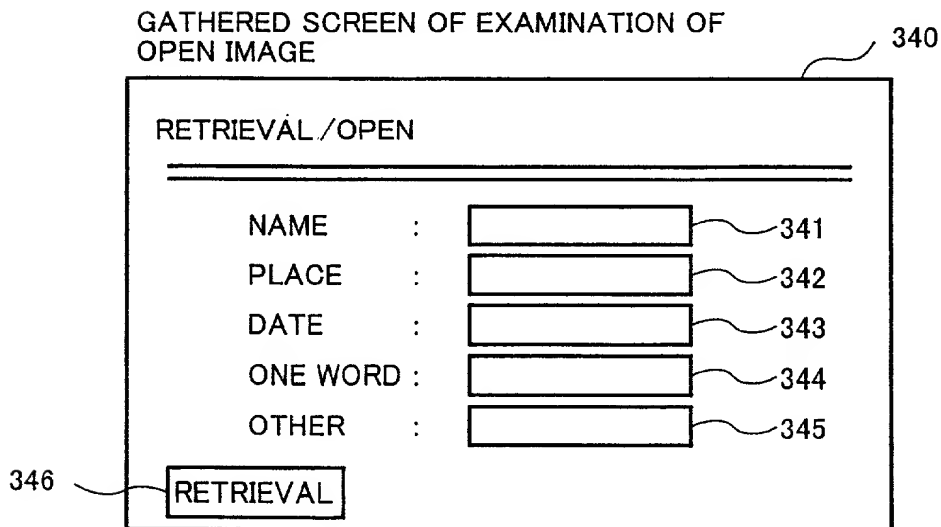 GATHERED SCREEN OF EXAMINATION OF
OPEN IMAGE
340
RETRIEVAL/OPEN
NAME : 341
PLACE : 342
DATE : 343
ONE WORD : 344
OTHER : 345
346
RETRIEVAL